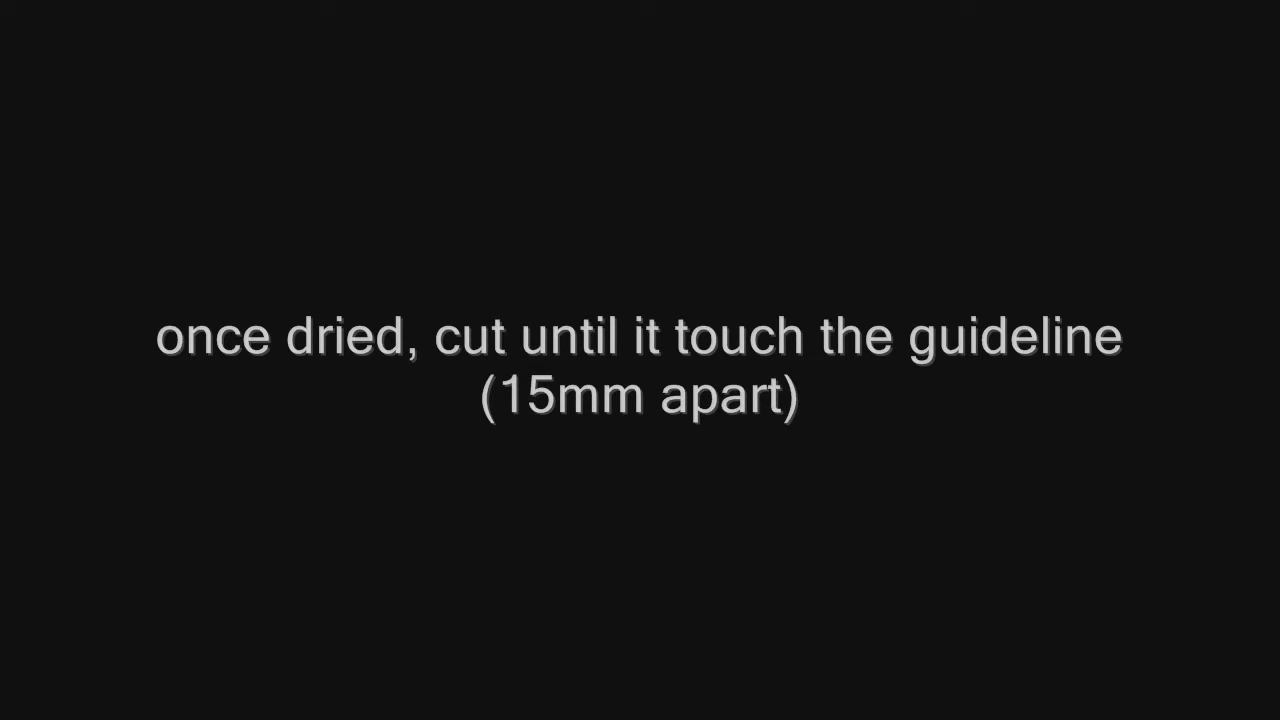 once dried, cut until it touch the guideline
(15mm apart)